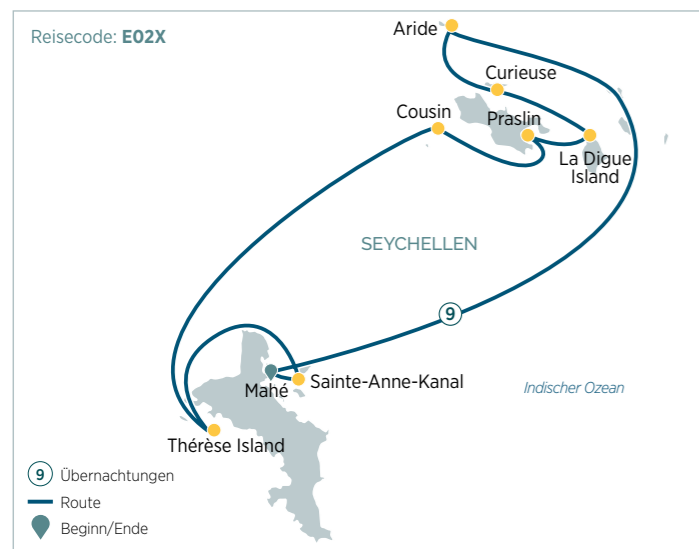 Reisecode: E02X
Aride
Curieuse
Cousin
Praslin
La Digue
Island
SEYCHELLEN
9
Mahé
Sainte-Anne-Kanal
Indischer Ozean
Thérèse Island
9 Übernachtungen
Route
Beginn/Ende